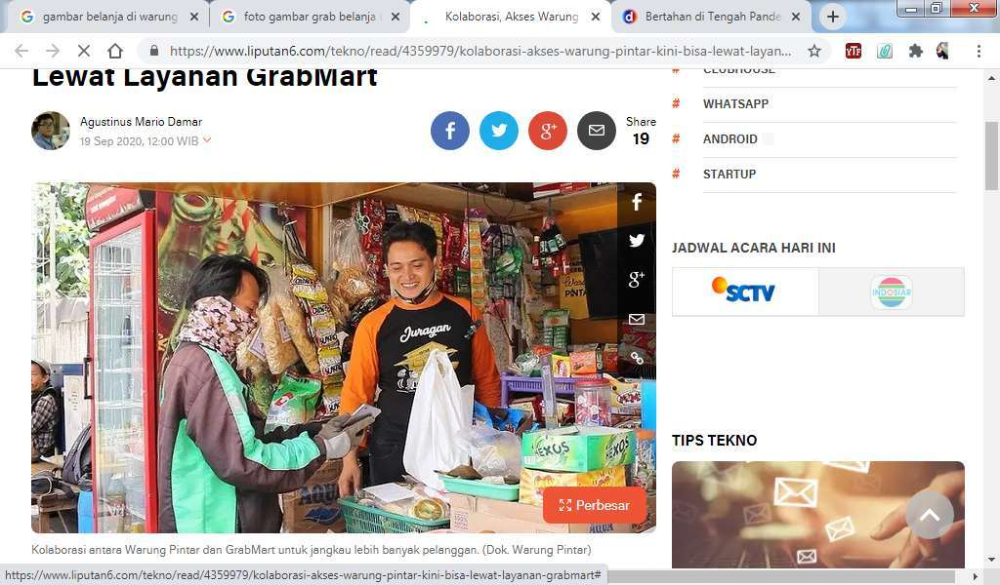 gambar belanja di warung
foto gambar grab belanja
Kolaborasi, Akses Warung
Bertahan di Tengah Pande
https://www.liputan6.com/tekno/read/4359979/kolaborasi-akses-warung-pintar-kini-bisa-lewat-layan...
Lewat Layanan GrabMart
Agustinus Mario Damar
19 Sep 2020, 12:00 WIB
Share
19
# CLUBHOUSE
# WHATSAPP
# ANDROID
# STARTUP
JADWAL ACARA HARI INI
SCTV
INDOSIAR
Juragan
NEXOS
AQUA
AQUA
Perbesar
Kolaborasi antara Warung Pintar dan GrabMart untuk jangkau lebih banyak pelanggan. (Dok. Warung Pintar)
TIPS TEKNO
https://www.liputan6.com/tekno/read/4359979/kolaborasi-akses-warung-pintar-kini-bisa-lewat-layanan-grabmart#